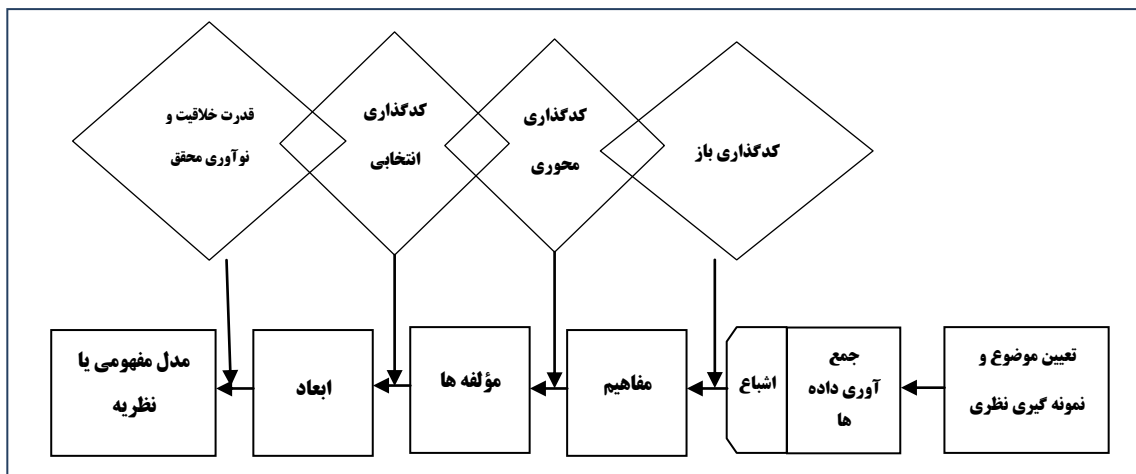 کدگذاری باز
کدگذاری
محوری
کدگذاری
انتخابی
قدرت خلاقیت و
نوآوری محقق
تعیین موضوع و
نمونه گیری نظری
جمع
آوری داده
ها
اشباع
مفاهیم
مؤلفه ها
ابعاد
مدل مفهومی یا
نظریه